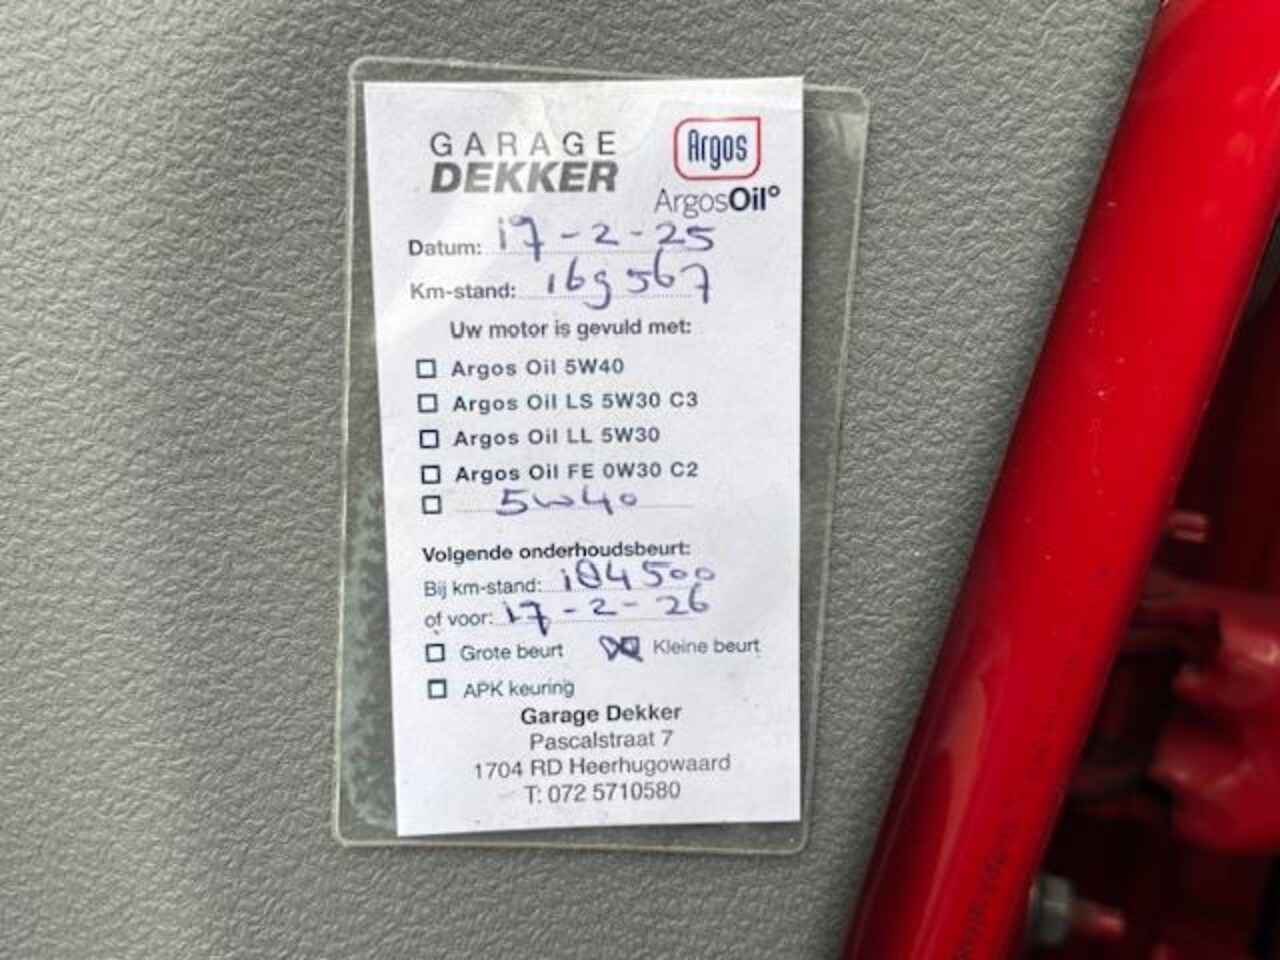 GARAGE
DEKKER
Argos
ArgosOil°
Datum: 17-2-25
Km-stand: 169567
Uw motor is gevuld met:
Argos Oil 5W40
Argos Oil LS 5W30 C3
Argos Oil LL 5W30
Argos Oil FE 0W30 C2
5w40
Volgende onderhoudsbeurt:
Bij km-stand: 184500
of voor: 17-2-26
Grote beurt Kleine beurt
APK keuring
Garage Dekker
Pascalstraat 7
1704 RD Heerhugowaard
T: 072 5710580